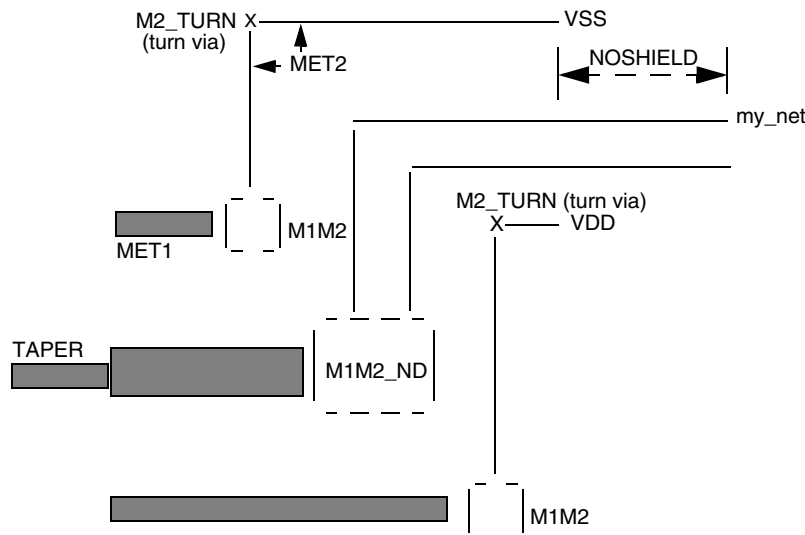 M2_TURN X
VSS
(turn via)
MET2
NOSHIELD
my_net
M2_TURN (turn via)
X
VDD
M1M2
MET1
TAPER
M1M2_ND
M1M2